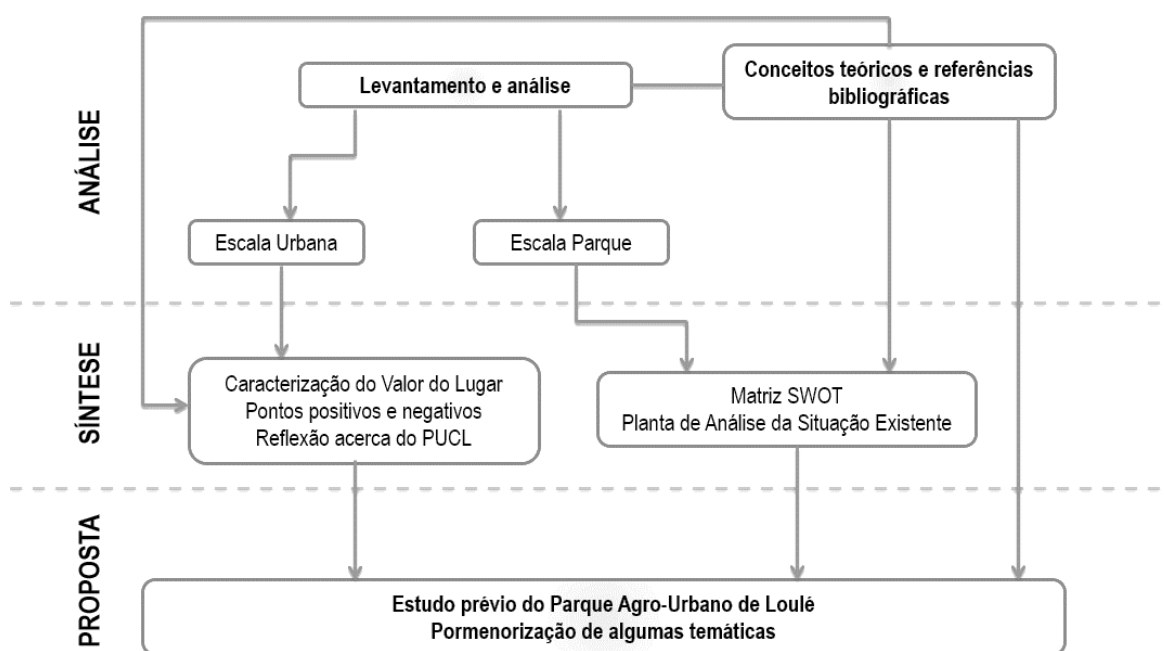 ANÁLISE
Levantamento e análise
Conceitos teóricos e referências
bibliográficas
Escala Urbana
Escala Parque
SÍNTESE
Caracterização do Valor do Lugar
Pontos positivos e negativos
Reflexão acerca do PUCL
Matriz SWOT
Planta de Análise da Situação Existente
PROPOSTA
Estudo prévio do Parque Agro-Urbano de Loulé
Pormenorização de algumas temáticas